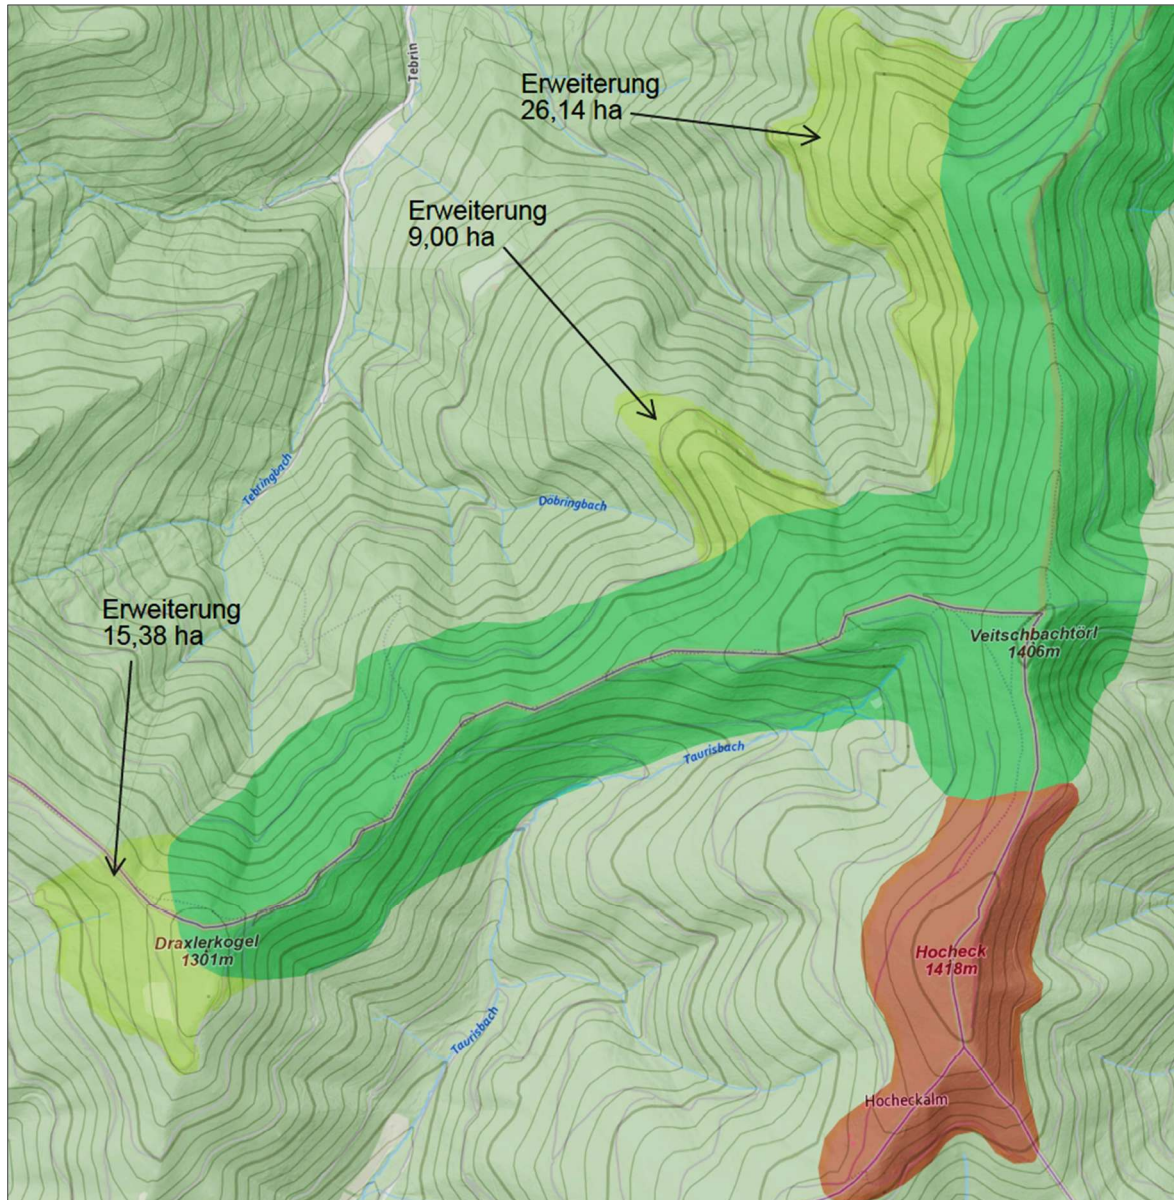 Tebrin
Erweiterung
26,14 ha
Erweiterung
9,00 ha
Tebringbach
Döbringbach
Erweiterung
15,38 ha
Veitschbachtörl
1406m
Taurisbach
Draxlerkogel
1301m
Hocheck
1418m
Taurisbach
Hocheckalm